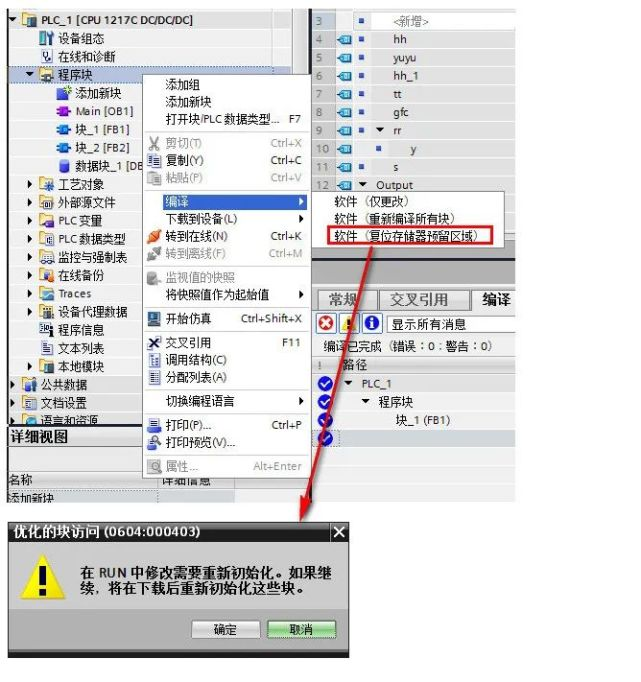 PLC_1 [CPU 1217C DC/DC/DC]
设备组态
在线和诊断
程序块
添加新块
Main [OB1]
块_1 [FB1]
块_2 [FB2]
数据块_1 [DB
工艺对象
外部源文件
PLC 变量
PLC 数据类型
监控与强制表
在线备份
Traces
设备代理数据
程序信息
文本列表
本地模块
公共数据
文档设置
语言和资源
详细视图
名称
详细信息
添加新块
添加组
添加新块
打开块/PLC 数据类型... F7
剪切(T) Ctrl+X
复制(Y) Ctrl+C
粘贴(P) Ctrl+V
编译
下载到设备(L)
转到在线(N) Ctrl+K
转到离线(F) Ctrl+M
监视值的快照
将快照值作为起始值
开始仿真 Ctrl+Shift+X
交叉引用 F11
调用结构(C)
分配列表(A)
切换编程语言
打印(P)... Ctrl+P
打印预览(V)...
属性... Alt+Enter
3 <新增>
4 hh
5 yuyu
6 hh_1
7 tt
8 gfc
9 rr
10 y
11 s
12 Output
软件（仅更改）
软件（重新编译所有块）
软件（复位存储器预留区域）
常规 交叉引用 编译
显示所有消息
编译已完成（错误：0；警告：0）
! 路径
PLC_1
程序块
块_1 (FB1)
优化的块访问 (0604:000403)
在 RUN 中修改需要重新初始化。如果继
续，将在下载后重新初始化这些块。
确定 取消